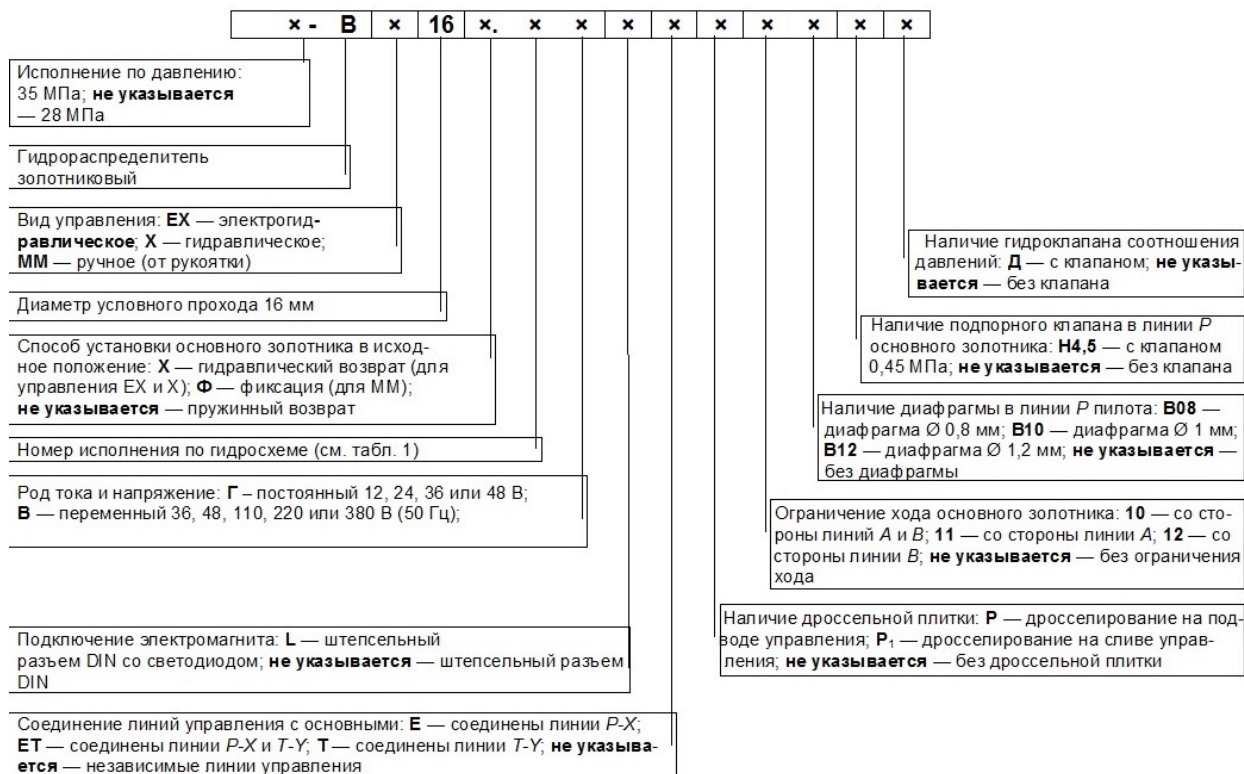 ×- В × 16 ×. × × × × × × × × ×
Исполнение по давлению:
35 МПа; не указывается
— 28 МПа
Гидрораспределитель
золотниковый
Вид управления: ЕХ — электрогид-
равлическое; Х — гидравлическое;
ММ — ручное (от рукоятки)
Диаметр условного прохода 16 мм
Способ установки основного золотника в исход-
ное положение: Х — гидравлический возврат (для
управления ЕХ и Х); Ф — фиксация (для ММ);
не указывается — пружинный возврат
Номер исполнения по гидросхеме (см. табл. 1)
Род тока и напряжение: Г – постоянный 12, 24, 36 или 48 В;
В — переменный 36, 48, 110, 220 или 380 В (50 Гц);
Подключение электромагнита: L — штепсельный
разъем DIN со светодиодом; не указывается — штепсельный разъем
DIN
Соединение линий управления с основными: Е — соединены линии P-X;
ET — соединены линии P-X и T-Y; T — соединены линии T-Y; не указыва-
ется — независимые линии управления
Наличие гидроклапана соотношения
давлений: Д — с клапаном; не указы-
вается — без клапана
Наличие подпорного клапана в линии P
основного золотника: Н4,5 — с клапаном
0,45 МПа; не указывается — без клапана
Наличие диафрагмы в линии P пилота: В08 —
диафрагма Ø 0,8 мм; В10 — диафрагма Ø 1 мм;
В12 — диафрагма Ø 1,2 мм; не указывается —
без диафрагмы
Ограничение хода основного золотника: 10 — со сто-
роны линий A и B; 11 — со стороны линии A; 12 — со
стороны линии B; не указывается — без ограничения
хода
Наличие дроссельной плитки: Р — дросселирование на под-
воде управления; Р₁ — дросселирование на сливе управ-
ления; не указывается — без дроссельной плитки